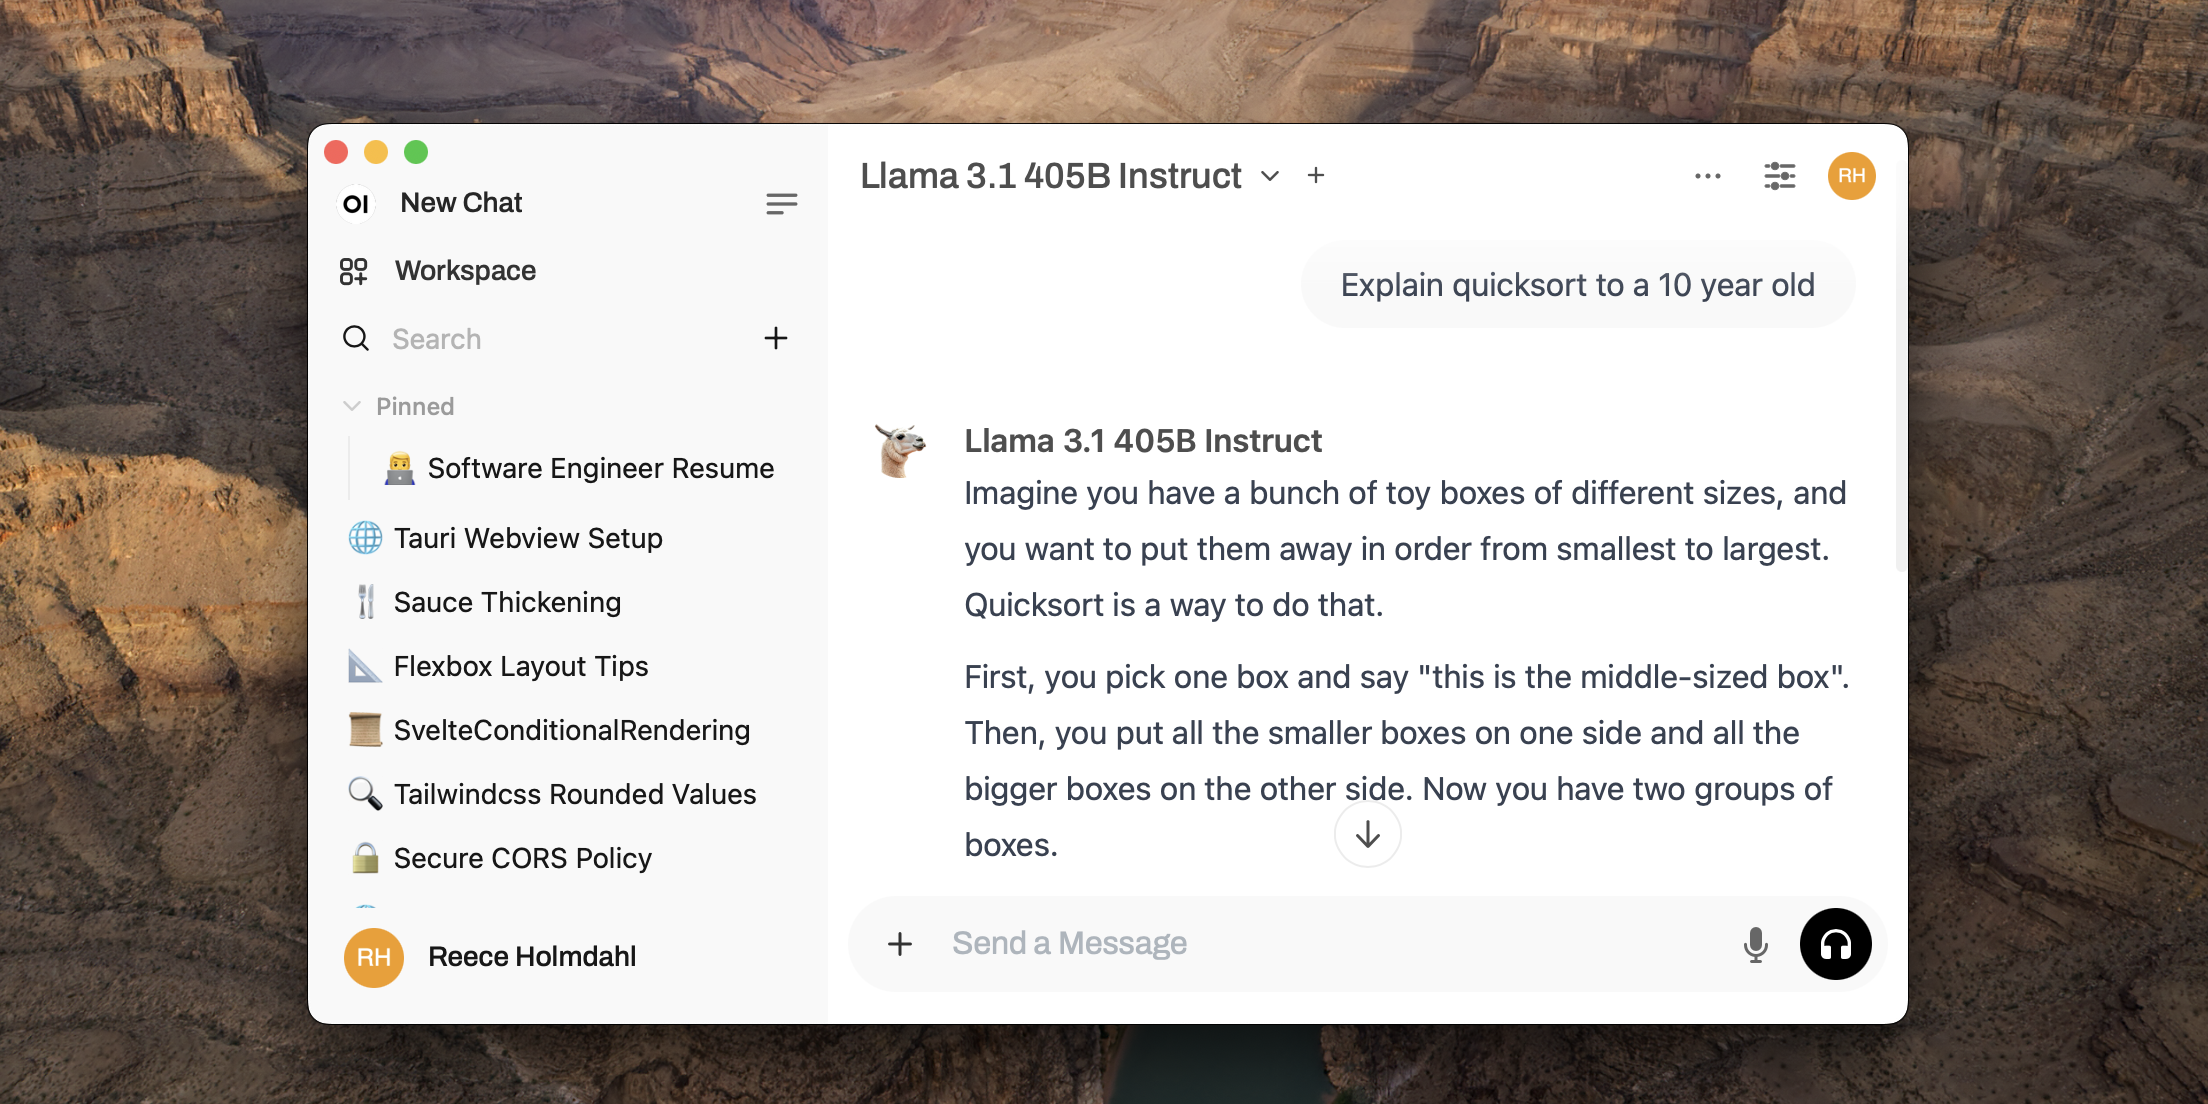 OI New Chat
Workspace
Search
Pinned
Software Engineer Resume
Tauri Webview Setup
Sauce Thickening
Flexbox Layout Tips
SvelteConditionalRendering
Tailwindcss Rounded Values
Secure CORS Policy
RH Reece Holmdahl
Llama 3.1 405B Instruct
RH
Explain quicksort to a 10 year old
Llama 3.1 405B Instruct
Imagine you have a bunch of toy boxes of different sizes, and
you want to put them away in order from smallest to largest.
Quicksort is a way to do that.
First, you pick one box and say "this is the middle-sized box".
Then, you put all the smaller boxes on one side and all the
bigger boxes on the other side. Now you have two groups of
boxes.
Send a Message